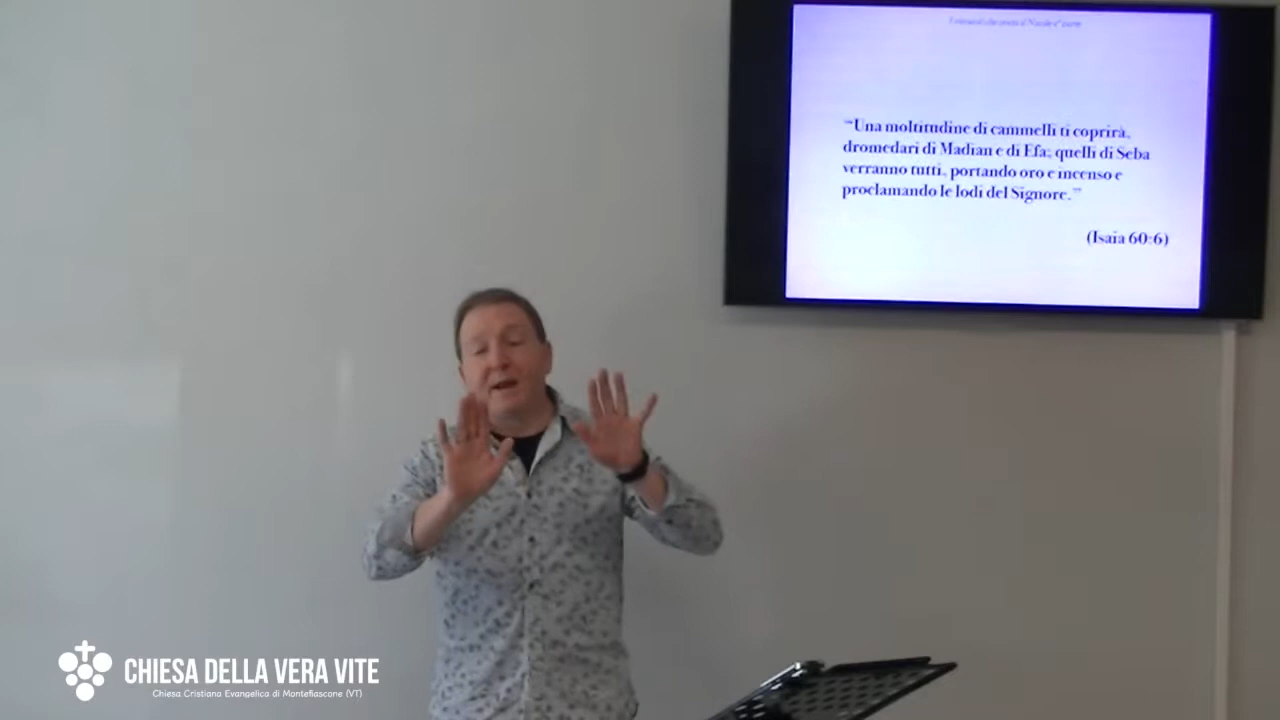 “Una moltitudine di cammelli ti coprirà,
dromedari di Madian e di Efa; quelli di Seba
verranno tutti, portando oro e incenso e
proclamando le lodi del Signore.”
(Isaia 60:6)
CHIESA DELLA VERA VITE
Chiesa Cristiana Evangelica di Montefiascone (VT)